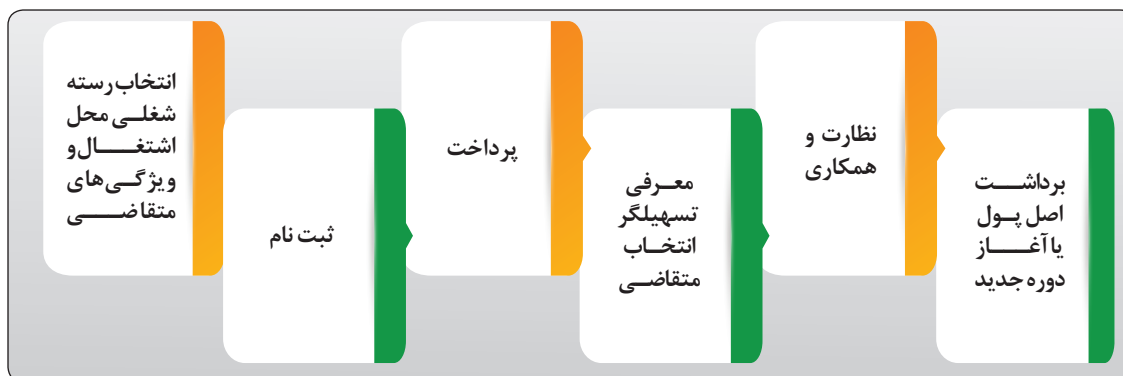 انتخاب رسته
شغلی محل
اشتغال و
ویژگی‌های
متقاضی
ثبت نام
پرداخت
معرفی
تسهیلگر
انتخاب
متقاضی
نظارت و
همکاری
برداشت
اصل پول
یا آغاز
دوره جدید